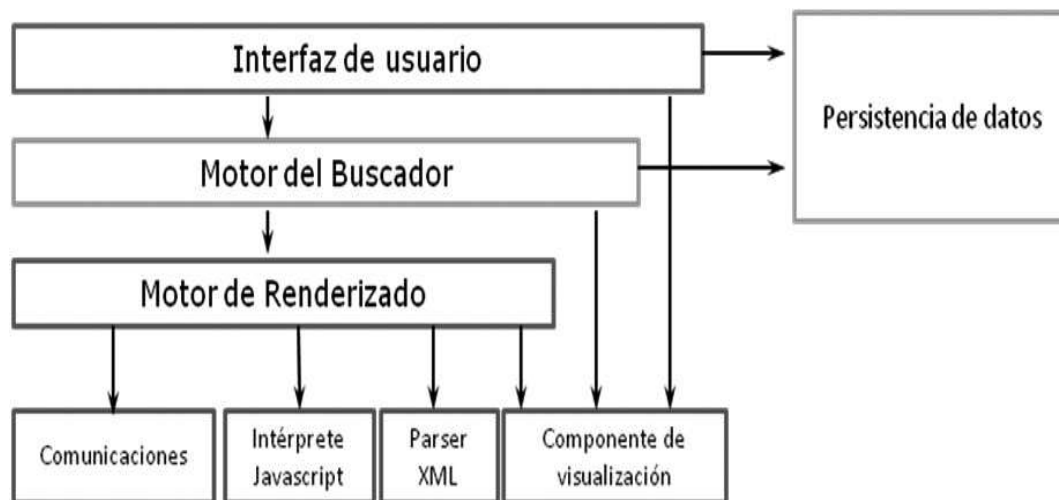 Interfaz de usuario
Persistencia de datos
Motor del Buscador
Motor de Renderizado
Comunicaciones
Intérprete
Javascript
Parser
XML
Componente de
visualización